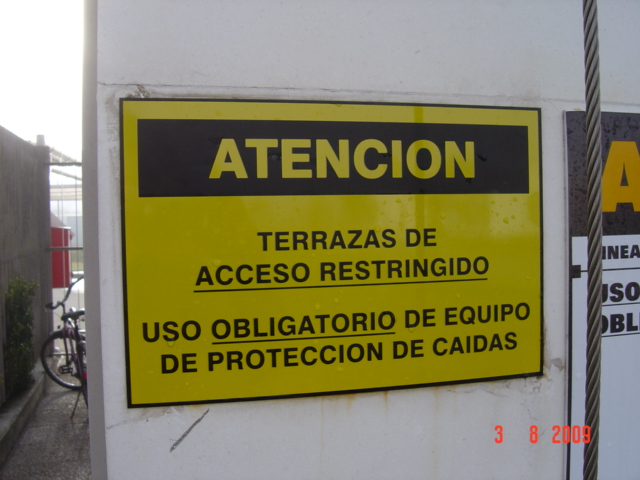 ATENCION
TERRAZAS DE
ACCESO RESTRINGIDO
USO OBLIGATORIO DE EQUIPO
DE PROTECCION DE CAIDAS
3 8 2009